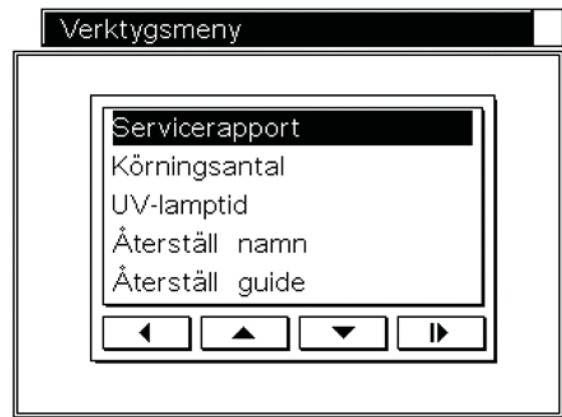 Verktygsmeny
Servicerapport
Körningsantal
UV-lamptid
Återställ namn
Återställ guide